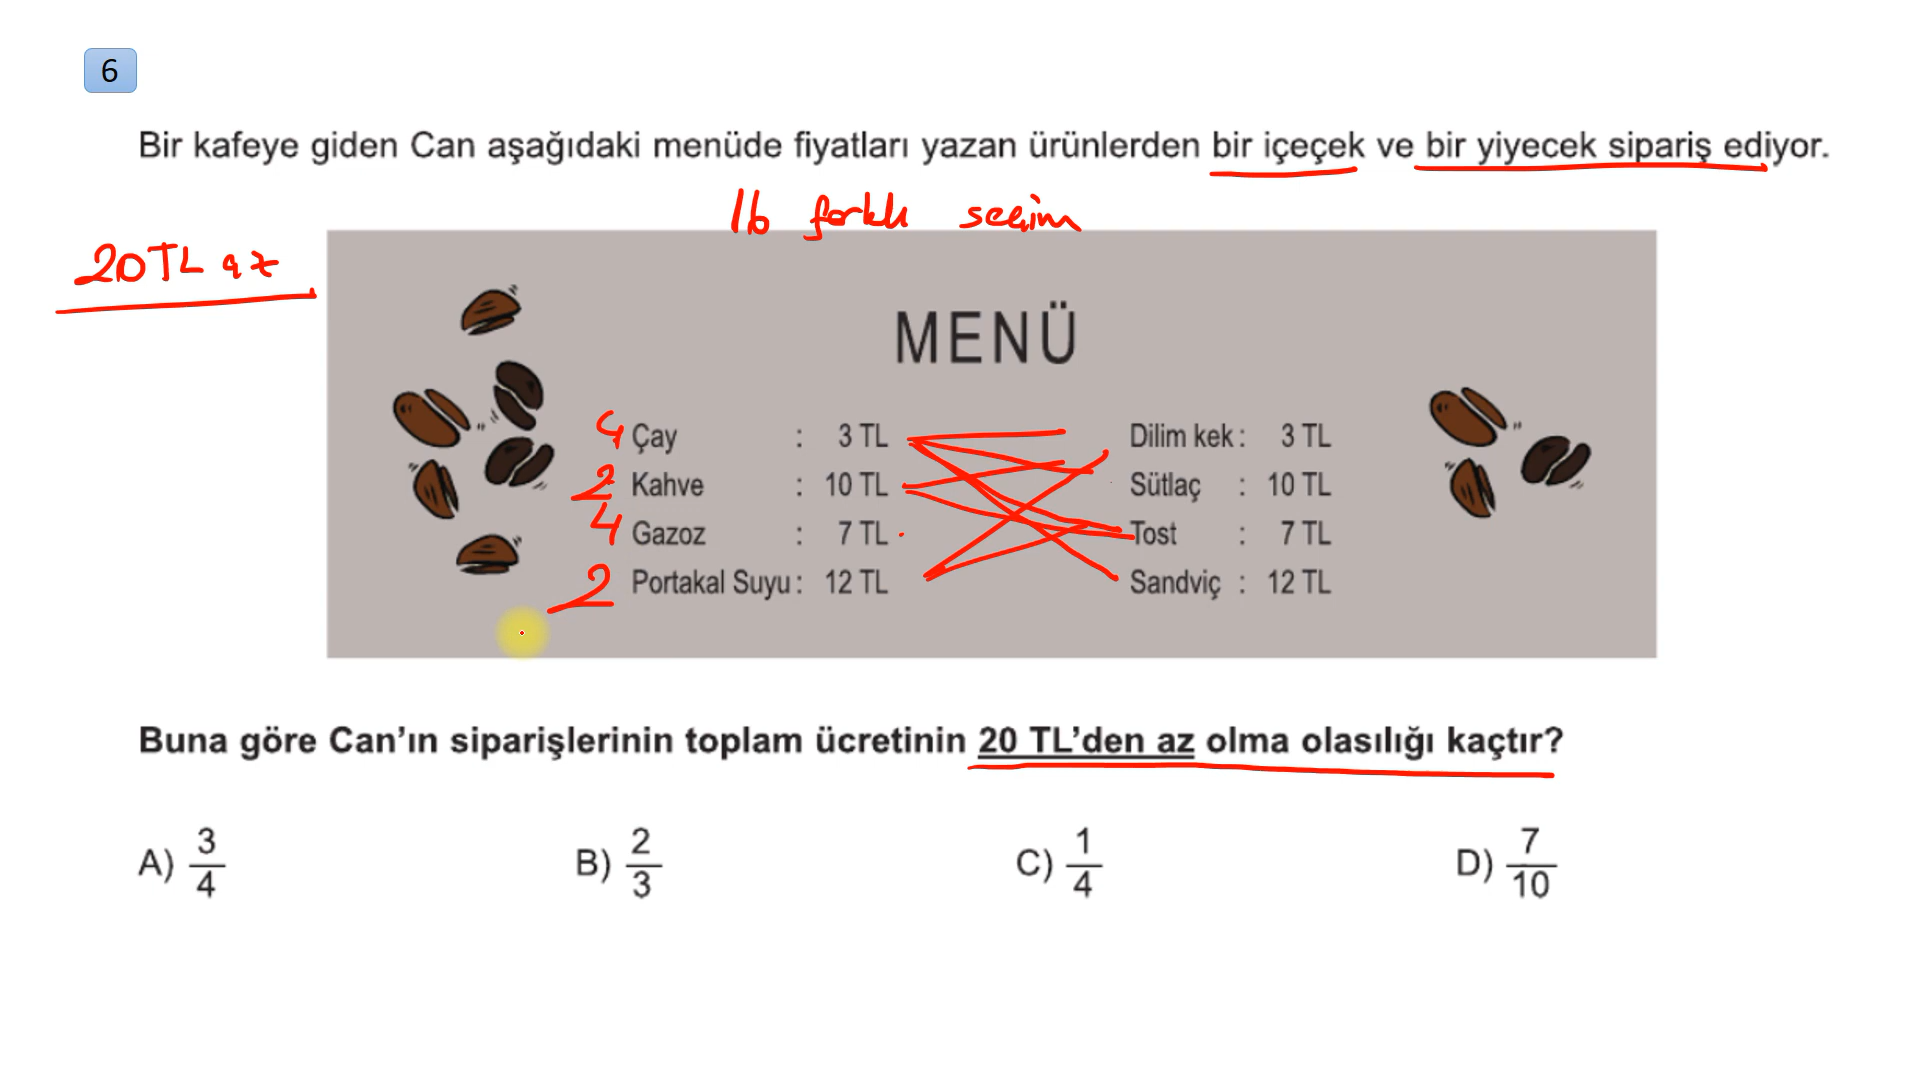 6
Bir kafeye giden Can aşağıdaki menüde fiyatları yazan ürünlerden bir içeçek ve bir yiyecek sipariş ediyor.
16 farklı seçim
20TL az
MENÜ
4 Çay : 3 TL Dilim kek : 3 TL
2 Kahve : 10 TL Sütlaç : 10 TL
4 Gazoz : 7 TL Tost : 7 TL
2 Portakal Suyu : 12 TL Sandviç : 12 TL
Buna göre Can'ın siparişlerinin toplam ücretinin 20 TL'den az olma olasılığı kaçtır?
A) 3/4 B) 2/3 C) 1/4 D) 7/10